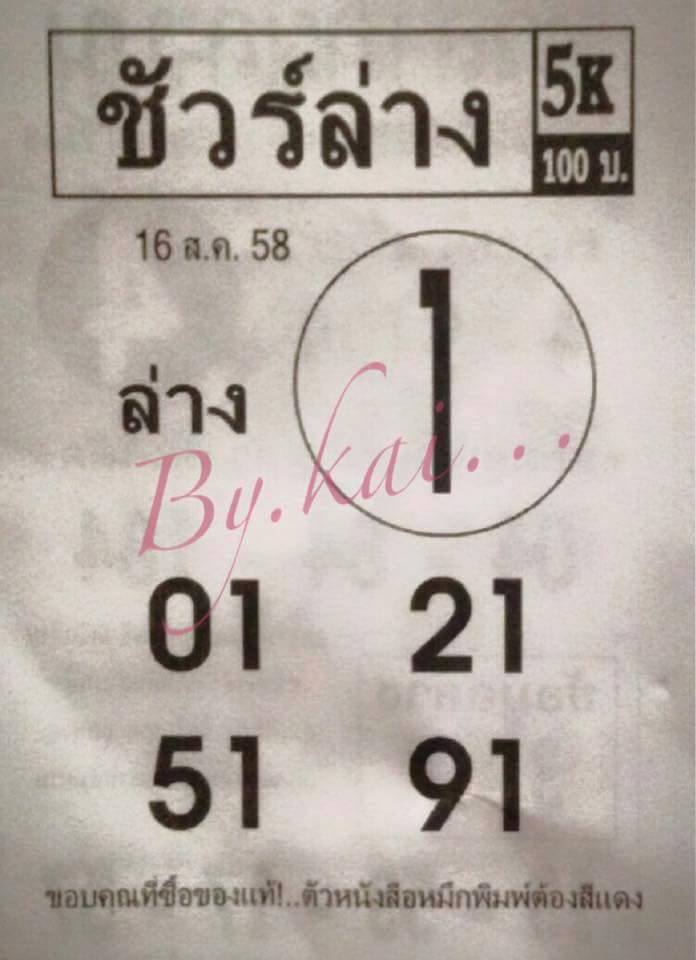 ชัวร์ล่าง
5K
100 บ.
16 ส.ค. 58
1
ล่าง
By.kai...
01 21
51 91
ขอบคุณที่ซื้อของแท้!..ตัวหนังสือหมึกพิมพ์ต้องสีแดง